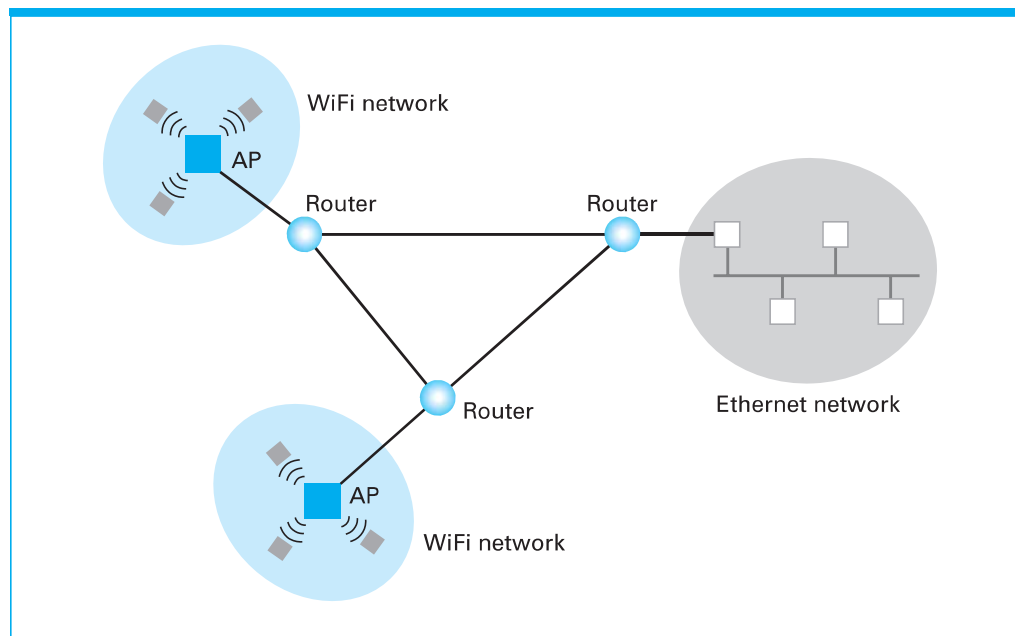 WiFi network
AP
Router
Router
Router
Ethernet network
AP
WiFi network